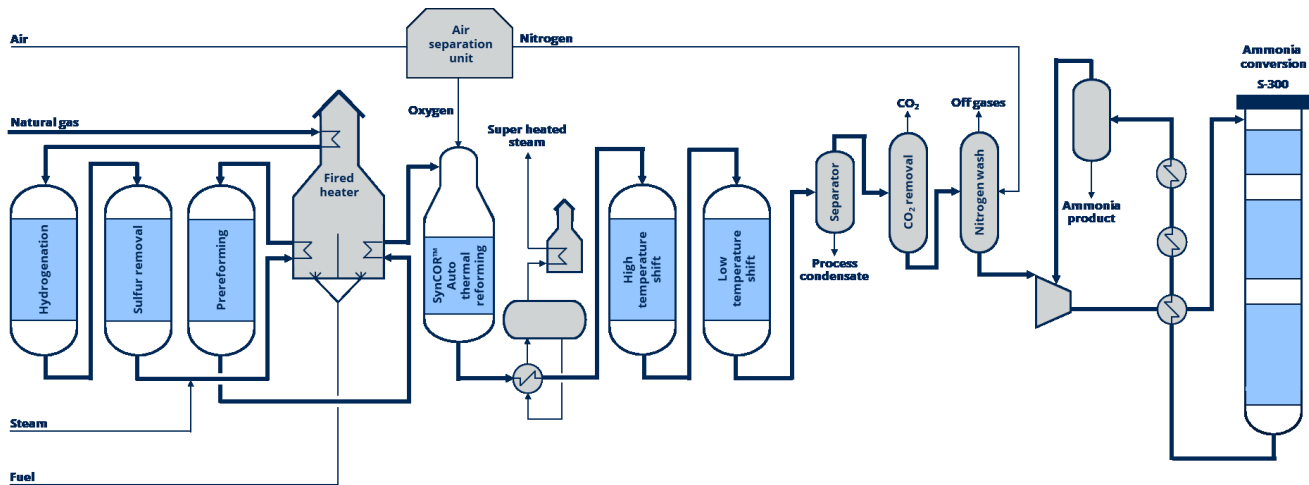 Air
Air
separation
unit
Nitrogen
Ammonia
conversion
S-300
Oxygen
Natural gas
CO₂
Off gases
Super heated
steam
Fired
heater
Hydrogenation
Sulfur removal
Prereforming
SynCOR™
Auto
thermal
reforming
High
temperature
shift
Low
temperature
shift
Separator
CO₂ removal
Nitrogen wash
Ammonia
product
Process
condensate
Steam
Fuel